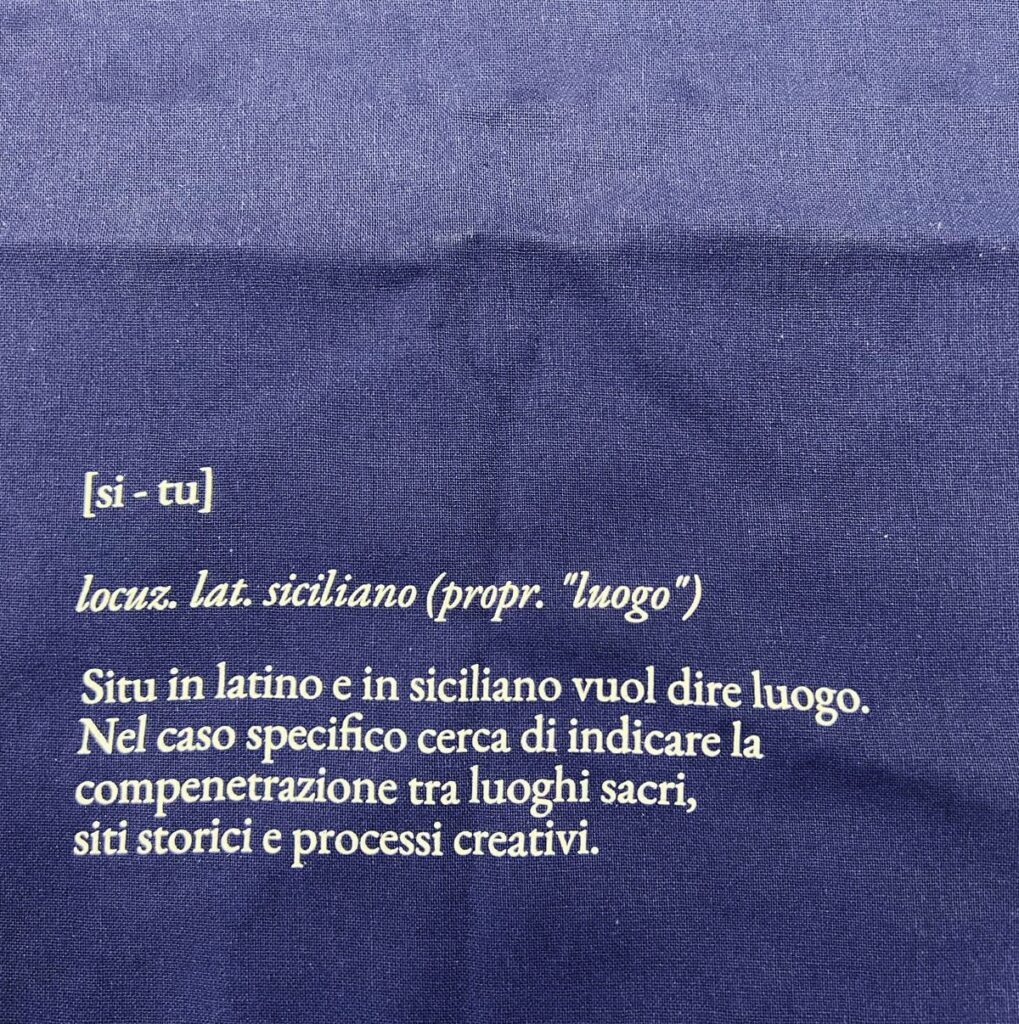 [si - tu]
locuz. lat. siciliano (propr. "luogo")
Situ in latino e in siciliano vuol dire luogo.
Nel caso specifico cerca di indicare la
compenetrazione tra luoghi sacri,
siti storici e processi creativi.